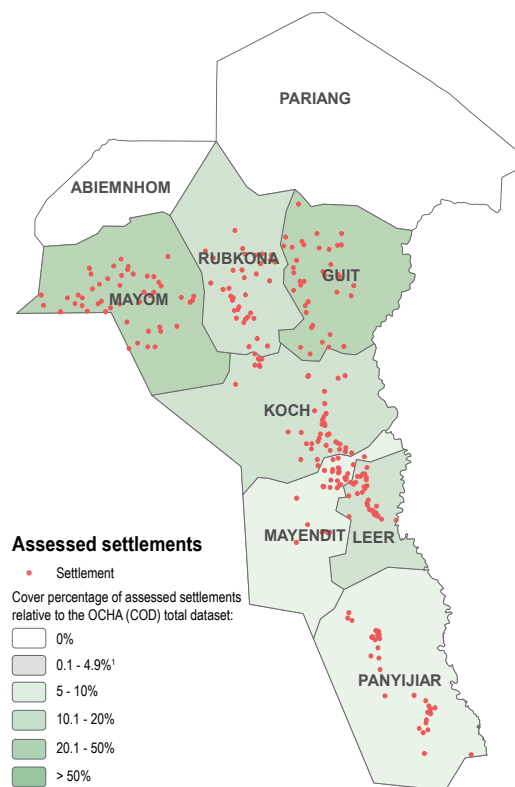 PARIANG
ABIEMNHOM
RUBKONA
GUIT
MAYOM
KOCH
MAYENDIT
LEER
PANYIJIAR
Assessed settlements
Settlement
Cover percentage of assessed settlements
relative to the OCHA (COD) total dataset:
0%
0.1 - 4.9%¹
5 - 10%
10.1 - 20%
20.1 - 50%
> 50%